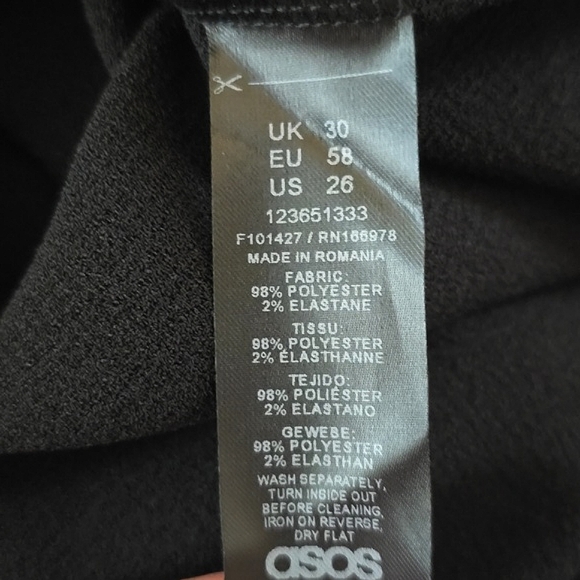 UK 30
EU 58
US 26
123651333
F101427 / RN166978
MADE IN ROMANIA
FABRIC:
98% POLYESTER
2% ELASTANE
TISSU:
98% POLYESTER
2% ÉLASTHANNE
TEJIDO:
98% POLIÉSTER
2% ELASTANO
GEWEBE:
98% POLYESTER
2% ELASTHAN
WASH SEPARATELY,
TURN INSIDE OUT
BEFORE CLEANING,
IRON ON REVERSE,
DRY FLAT
asos